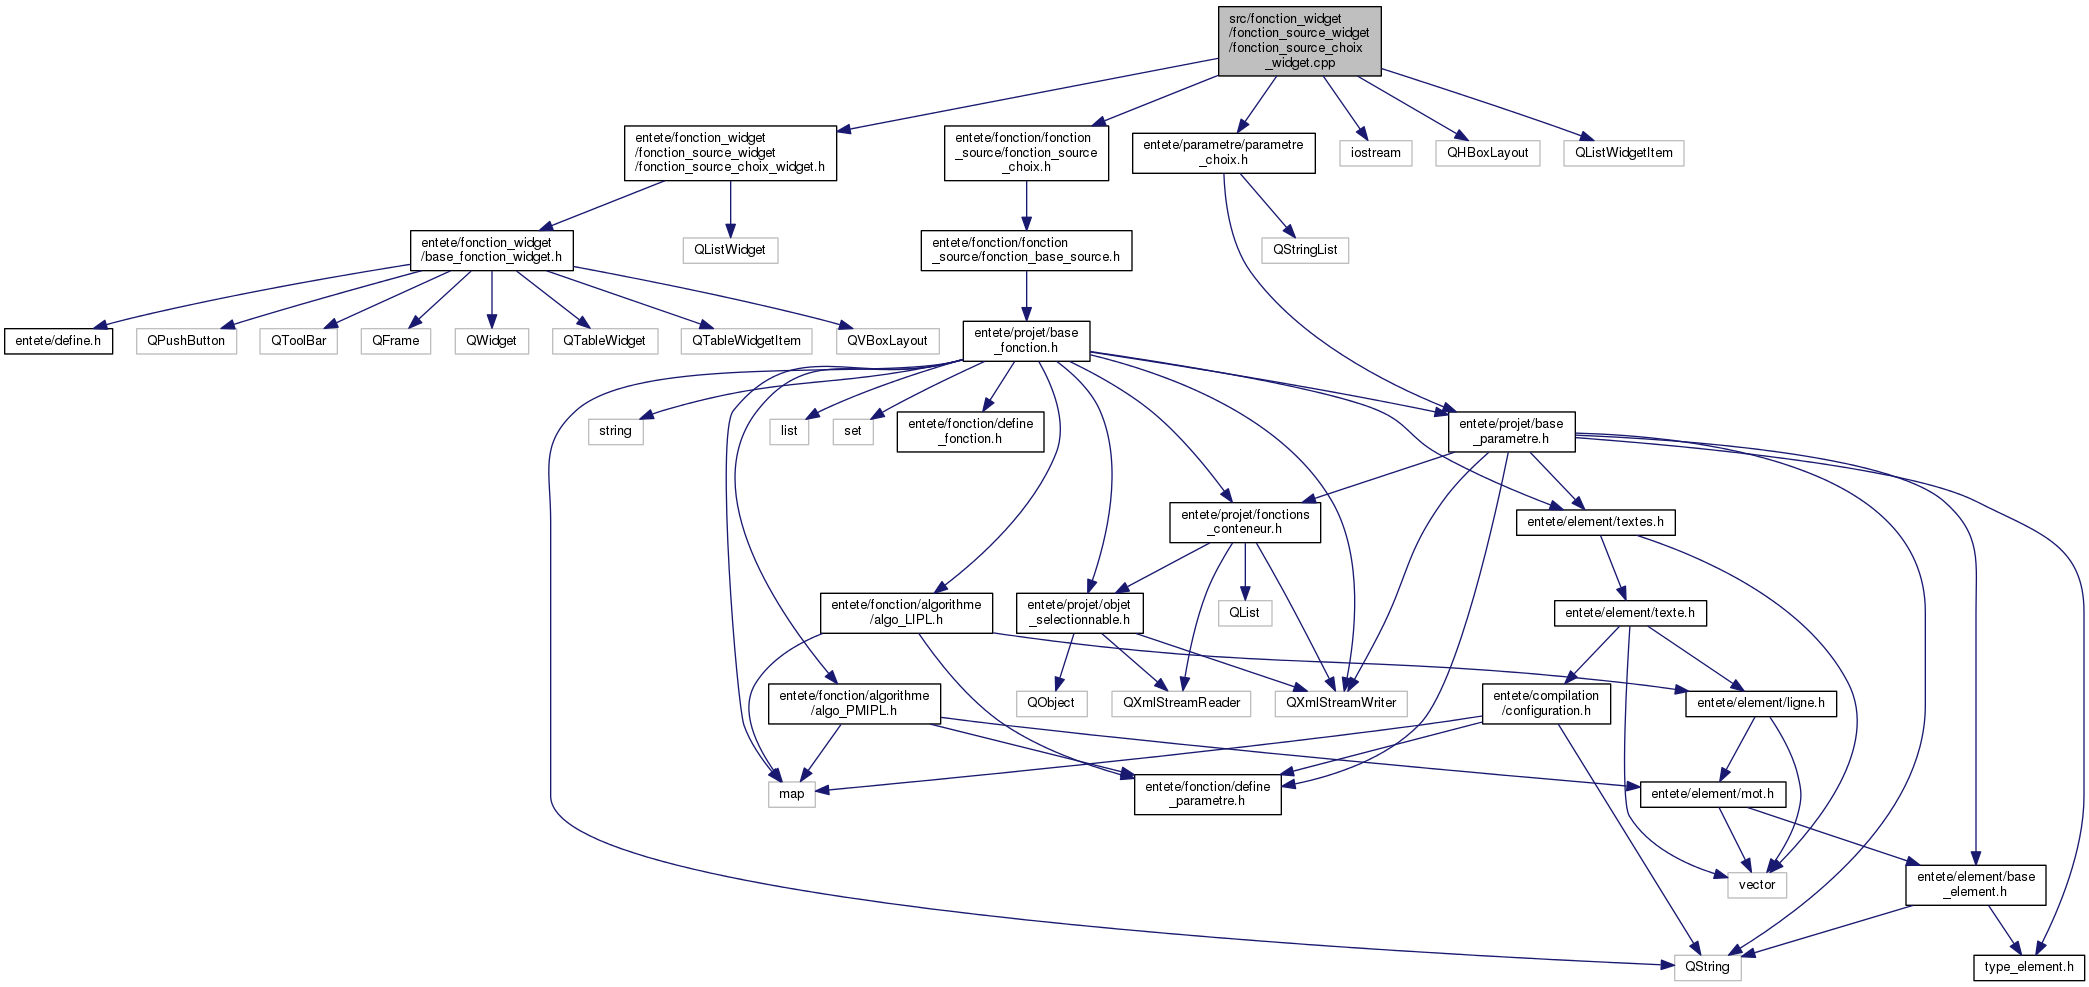 src/fonction_widget
/fonction_source_widget
/fonction_source_choix
_widget.cpp
entete/fonction_widget
/fonction_source_widget
/fonction_source_choix_widget.h
entete/fonction/fonction
_source/fonction_source
_choix.h
entete/parametre/parametre
_choix.h
iostream
QHBoxLayout
QListWidgetItem
entete/fonction_widget
/base_fonction_widget.h
QListWidget
entete/fonction/fonction
_source/fonction_base_source.h
QStringList
entete/define.h
QPushButton
QToolBar
QFrame
QWidget
QTableWidget
QTableWidgetItem
QVBoxLayout
entete/projet/base
_fonction.h
string
list
set
entete/fonction/define
_fonction.h
entete/projet/base
_parametre.h
entete/projet/fonctions
_conteneur.h
entete/element/textes.h
entete/fonction/algorithme
/algo_LIPL.h
entete/projet/objet
_selectionnable.h
QList
entete/element/texte.h
entete/fonction/algorithme
/algo_PMIPL.h
QObject
QXmlStreamReader
QXmlStreamWriter
entete/compilation
/configuration.h
entete/element/ligne.h
map
entete/fonction/define
_parametre.h
entete/element/mot.h
vector
entete/element/base
_element.h
QString
type_element.h